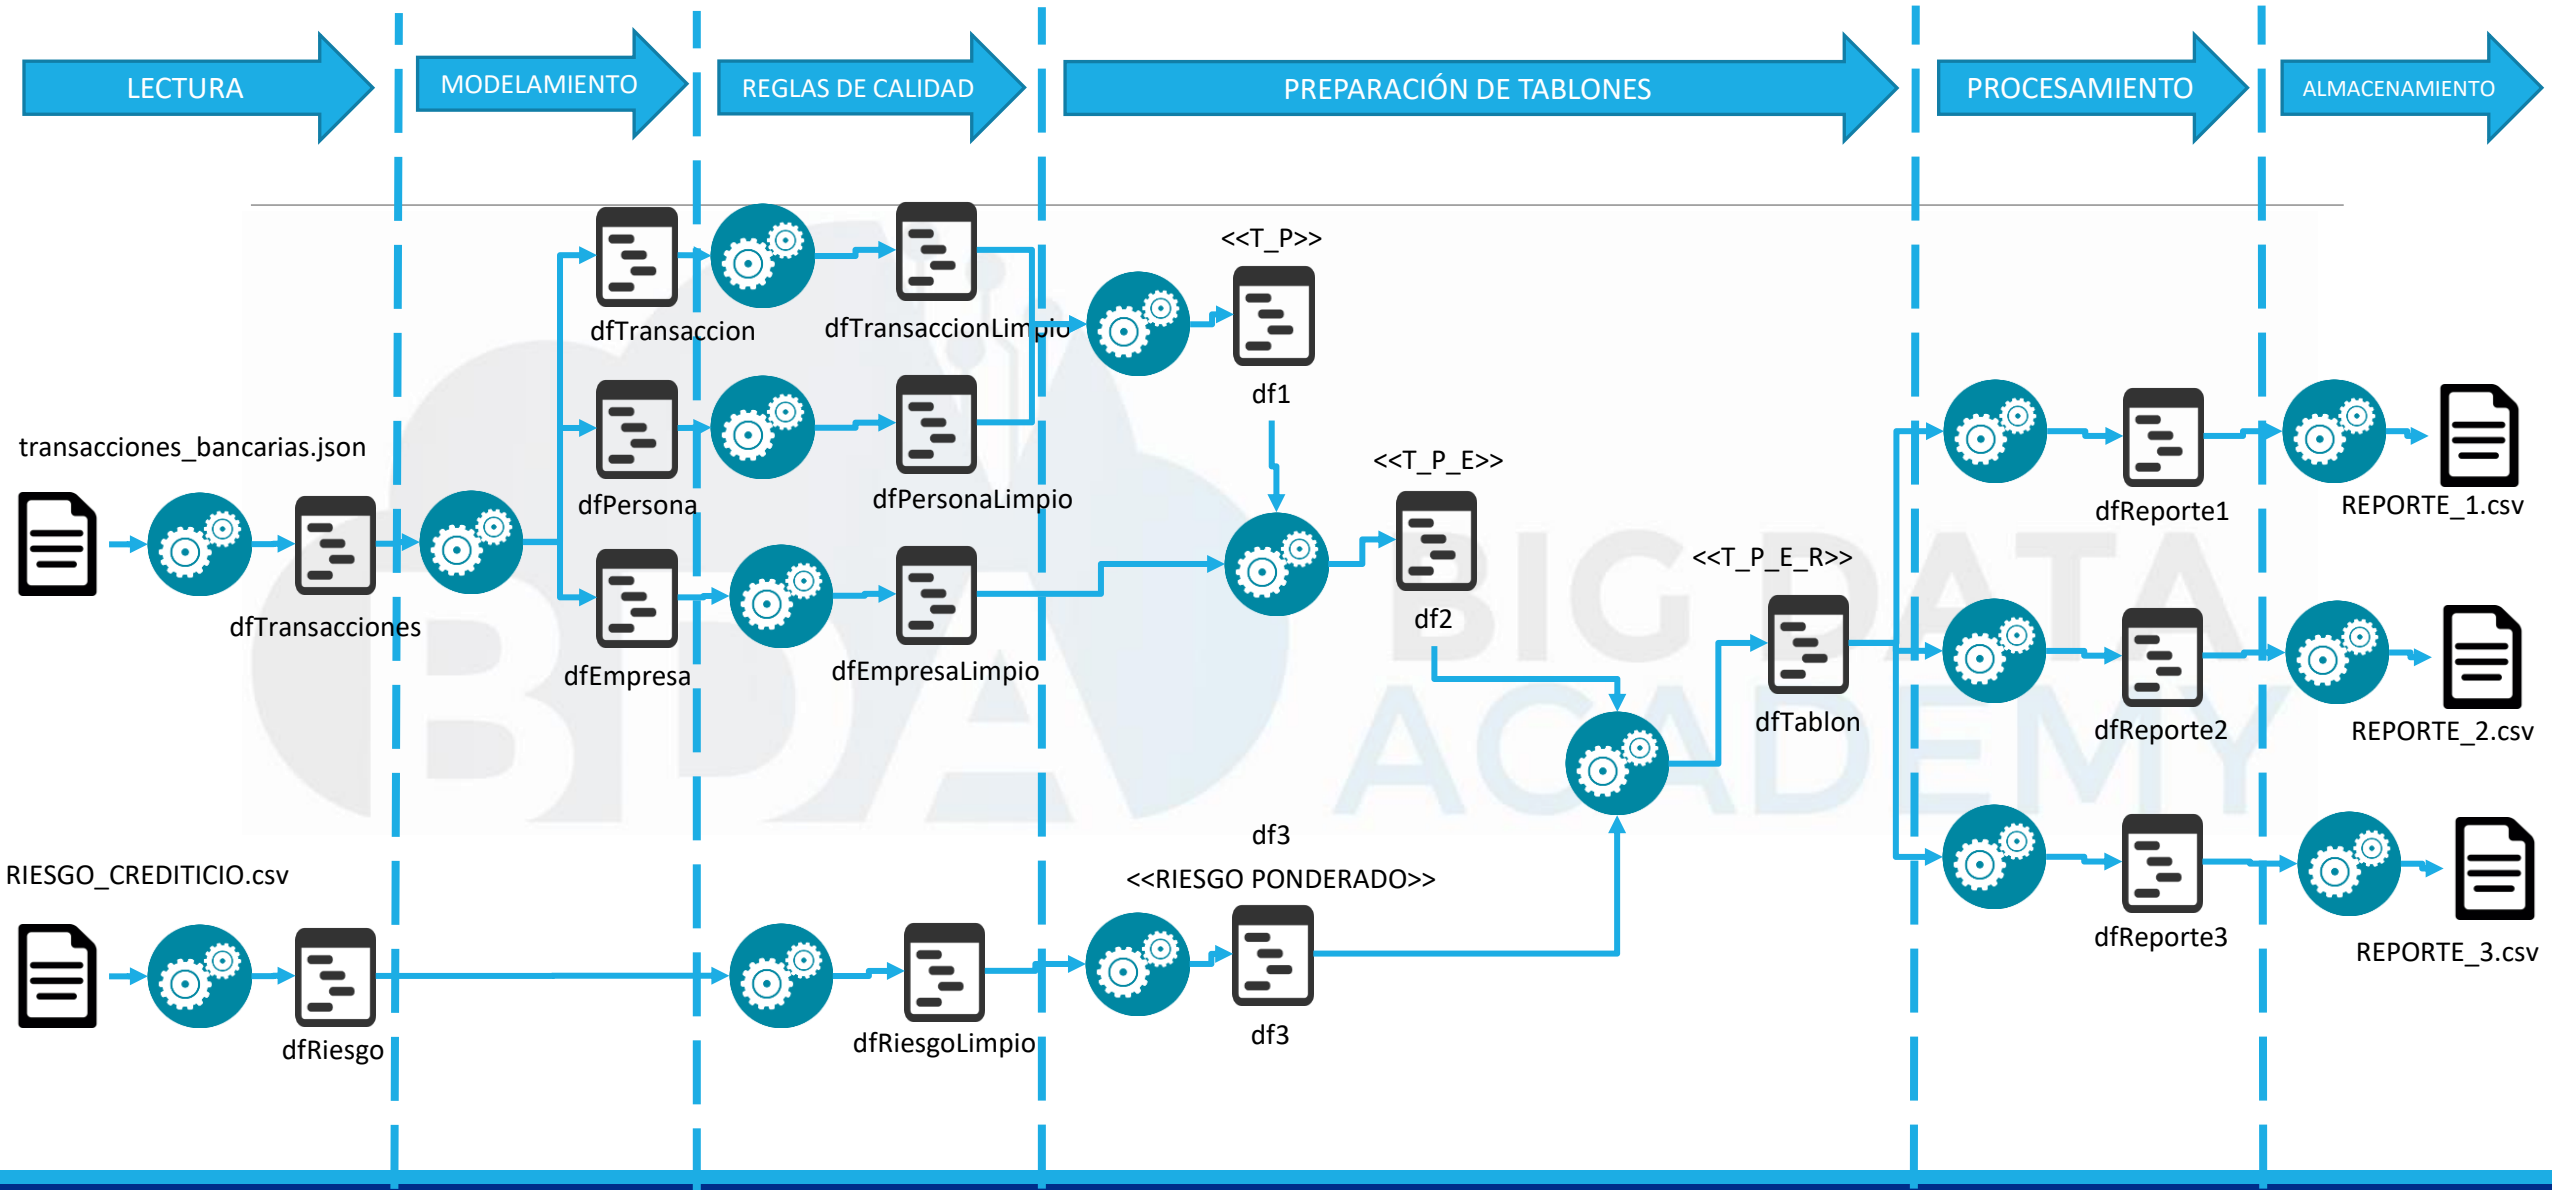 LECTURA
MODELAMIENTO
REGLAS DE CALIDAD
PREPARACIÓN DE TABLONES
PROCESAMIENTO
ALMACENAMIENTO
<<T_P>>
dfTransaccion
dfTransaccionLimpio
df1
transacciones_bancarias.json
<<T_P_E>>
dfPersona
dfPersonaLimpio
dfReporte1
REPORTE_1.csv
<<T_P_E_R>>
dfTransacciones
df2
dfEmpresa
dfEmpresaLimpio
dfTablon
dfReporte2
REPORTE_2.csv
BIG DATA
ACADEMY
BDA
df3
RIESGO_CREDITICIO.csv
<<RIESGO PONDERADO>>
dfReporte3
REPORTE_3.csv
dfRiesgo
dfRiesgoLimpio
df3